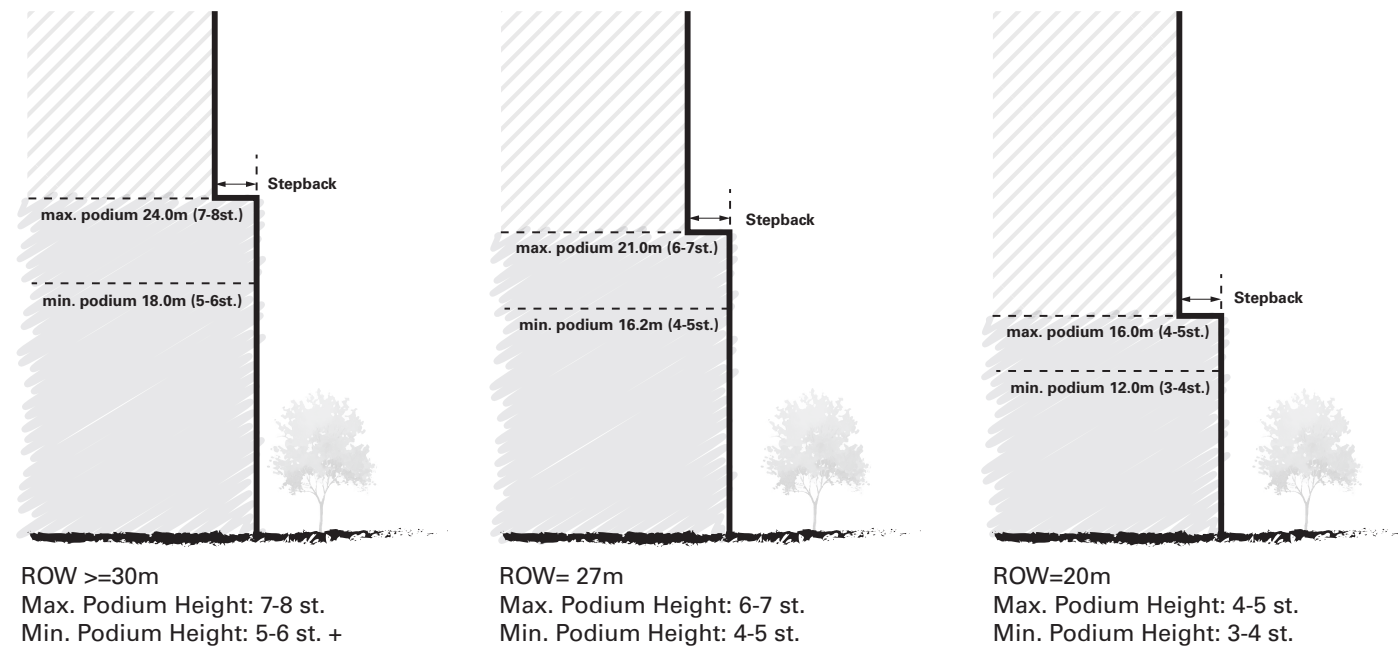 Stepback
max. podium 24.0m (7-8st.)
min. podium 18.0m (5-6st.)
ROW >=30m
Max. Podium Height: 7-8 st.
Min. Podium Height: 5-6 st. +
Stepback
max. podium 21.0m (6-7st.)
min. podium 16.2m (4-5st.)
ROW= 27m
Max. Podium Height: 6-7 st.
Min. Podium Height: 4-5 st.
Stepback
max. podium 16.0m (4-5st.)
min. podium 12.0m (3-4st.)
ROW=20m
Max. Podium Height: 4-5 st.
Min. Podium Height: 3-4 st.